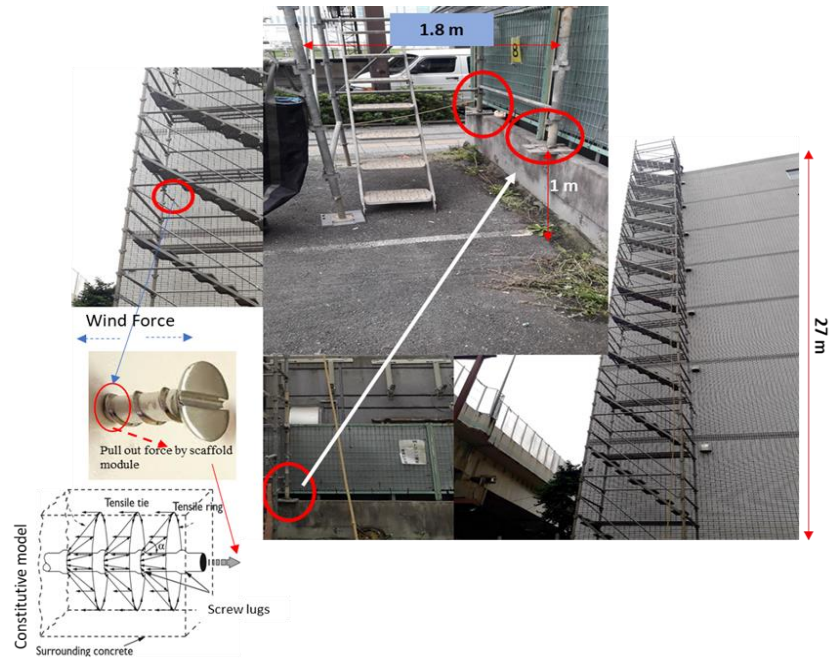 1.8 m
8
1 m
27 m
Wind Force
Pull out force by scaffold
module
Constitutive model
Tensile tie
Tensile
ring
α
Screw lugs
Surrounding concrete